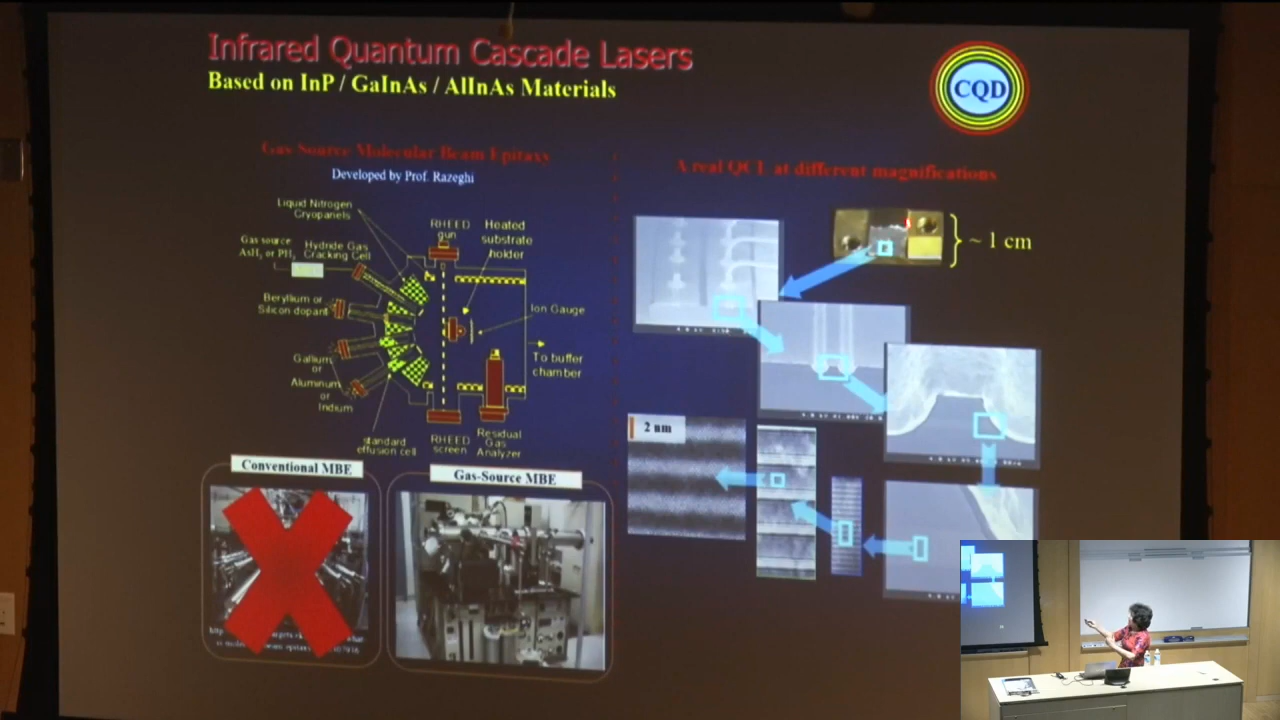 Infrared Quantum Cascade Lasers
Based on InP / GaInAs / AlInAs Materials
CQD
Gas Source Molecular Beam Epitaxy
Developed by Prof. Razeghi
Liquid Nitrogen
Cryopanels
Gas source
AsH3 or PH3
Hydride Gas
Cracking Cell
RHEED
gun
Heated
substrate
holder
Beryllium or
Silicon dopant
Ion Gauge
Gallium
or
Aluminum
or
Indium
To buffer
chamber
standard
effusion cell
RHEED
screen
Residual
Gas
Analyzer
Conventional MBE
Gas-Source MBE
A real QCL at different magnifications
~ 1 cm
2 nm